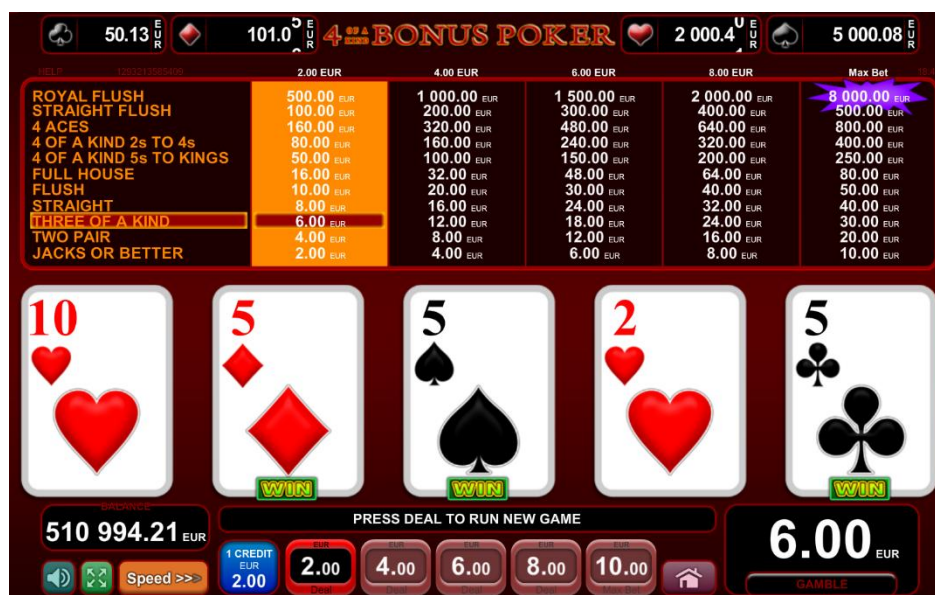 50.13 EUR 101.0 EUR 4 OF A KIND BONUS POKER 2 000.4 EUR 5 000.08 EUR
HELP 2.00 EUR 4.00 EUR 6.00 EUR 8.00 EUR Max Bet
ROYAL FLUSH 500.00 EUR 1 000.00 EUR 1 500.00 EUR 2 000.00 EUR 8 000.00 EUR
STRAIGHT FLUSH 100.00 EUR 200.00 EUR 300.00 EUR 400.00 EUR 500.00 EUR
4 ACES 160.00 EUR 320.00 EUR 480.00 EUR 640.00 EUR 800.00 EUR
4 OF A KIND 2s TO 4s 80.00 EUR 160.00 EUR 240.00 EUR 320.00 EUR 400.00 EUR
4 OF A KIND 5s TO KINGS 50.00 EUR 100.00 EUR 150.00 EUR 200.00 EUR 250.00 EUR
FULL HOUSE 16.00 EUR 32.00 EUR 48.00 EUR 64.00 EUR 80.00 EUR
FLUSH 10.00 EUR 20.00 EUR 30.00 EUR 40.00 EUR 50.00 EUR
STRAIGHT 8.00 EUR 16.00 EUR 24.00 EUR 32.00 EUR 40.00 EUR
THREE OF A KIND 6.00 EUR 12.00 EUR 18.00 EUR 24.00 EUR 30.00 EUR
TWO PAIR 4.00 EUR 8.00 EUR 12.00 EUR 16.00 EUR 20.00 EUR
JACKS OR BETTER 2.00 EUR 4.00 EUR 6.00 EUR 8.00 EUR 10.00 EUR
10 5 5 2 5
WIN WIN WIN
BALANCE
510 994.21 EUR
PRESS DEAL TO RUN NEW GAME
6.00 EUR
GAMBLE
Speed >>>
1 CREDIT
EUR
2.00
EUR EUR EUR EUR EUR
2.00 4.00 6.00 8.00 10.00
Deal Deal Deal Deal Max Bet